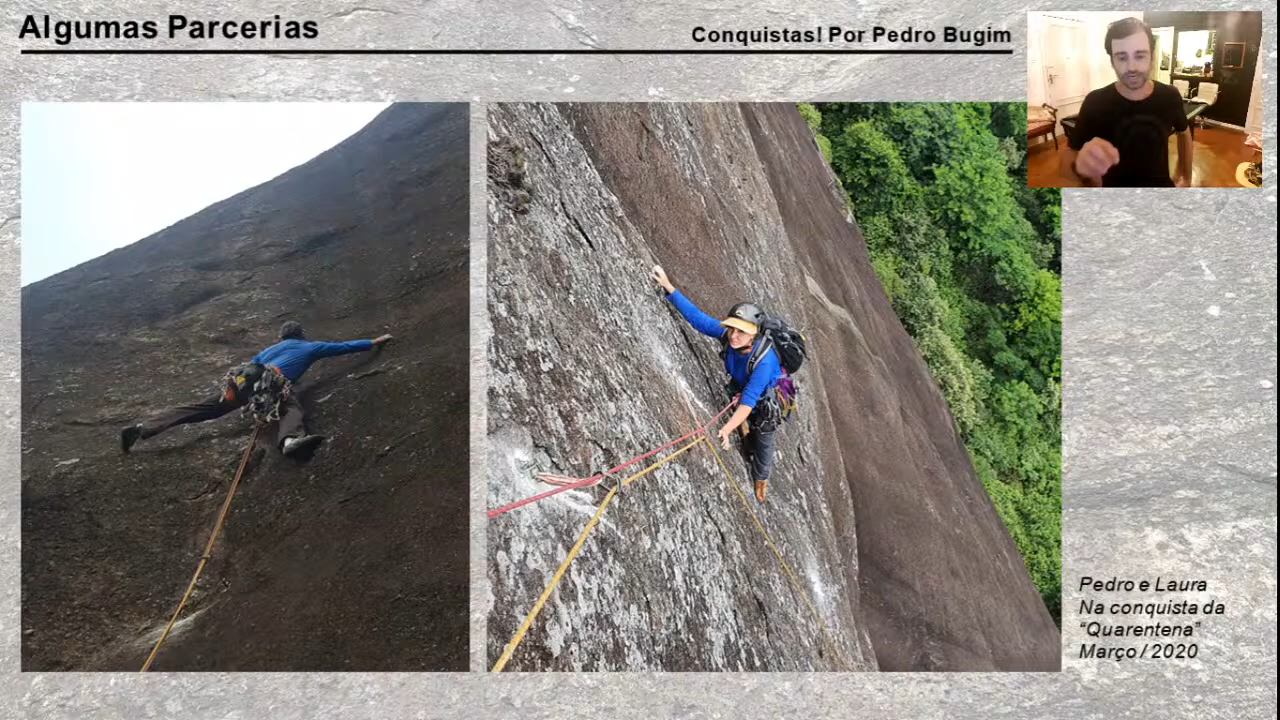 Algumas Parcerias
Conquistas! Por Pedro Bugim
Pedro e Laura
Na conquista da
“Quarentena”
Março / 2020